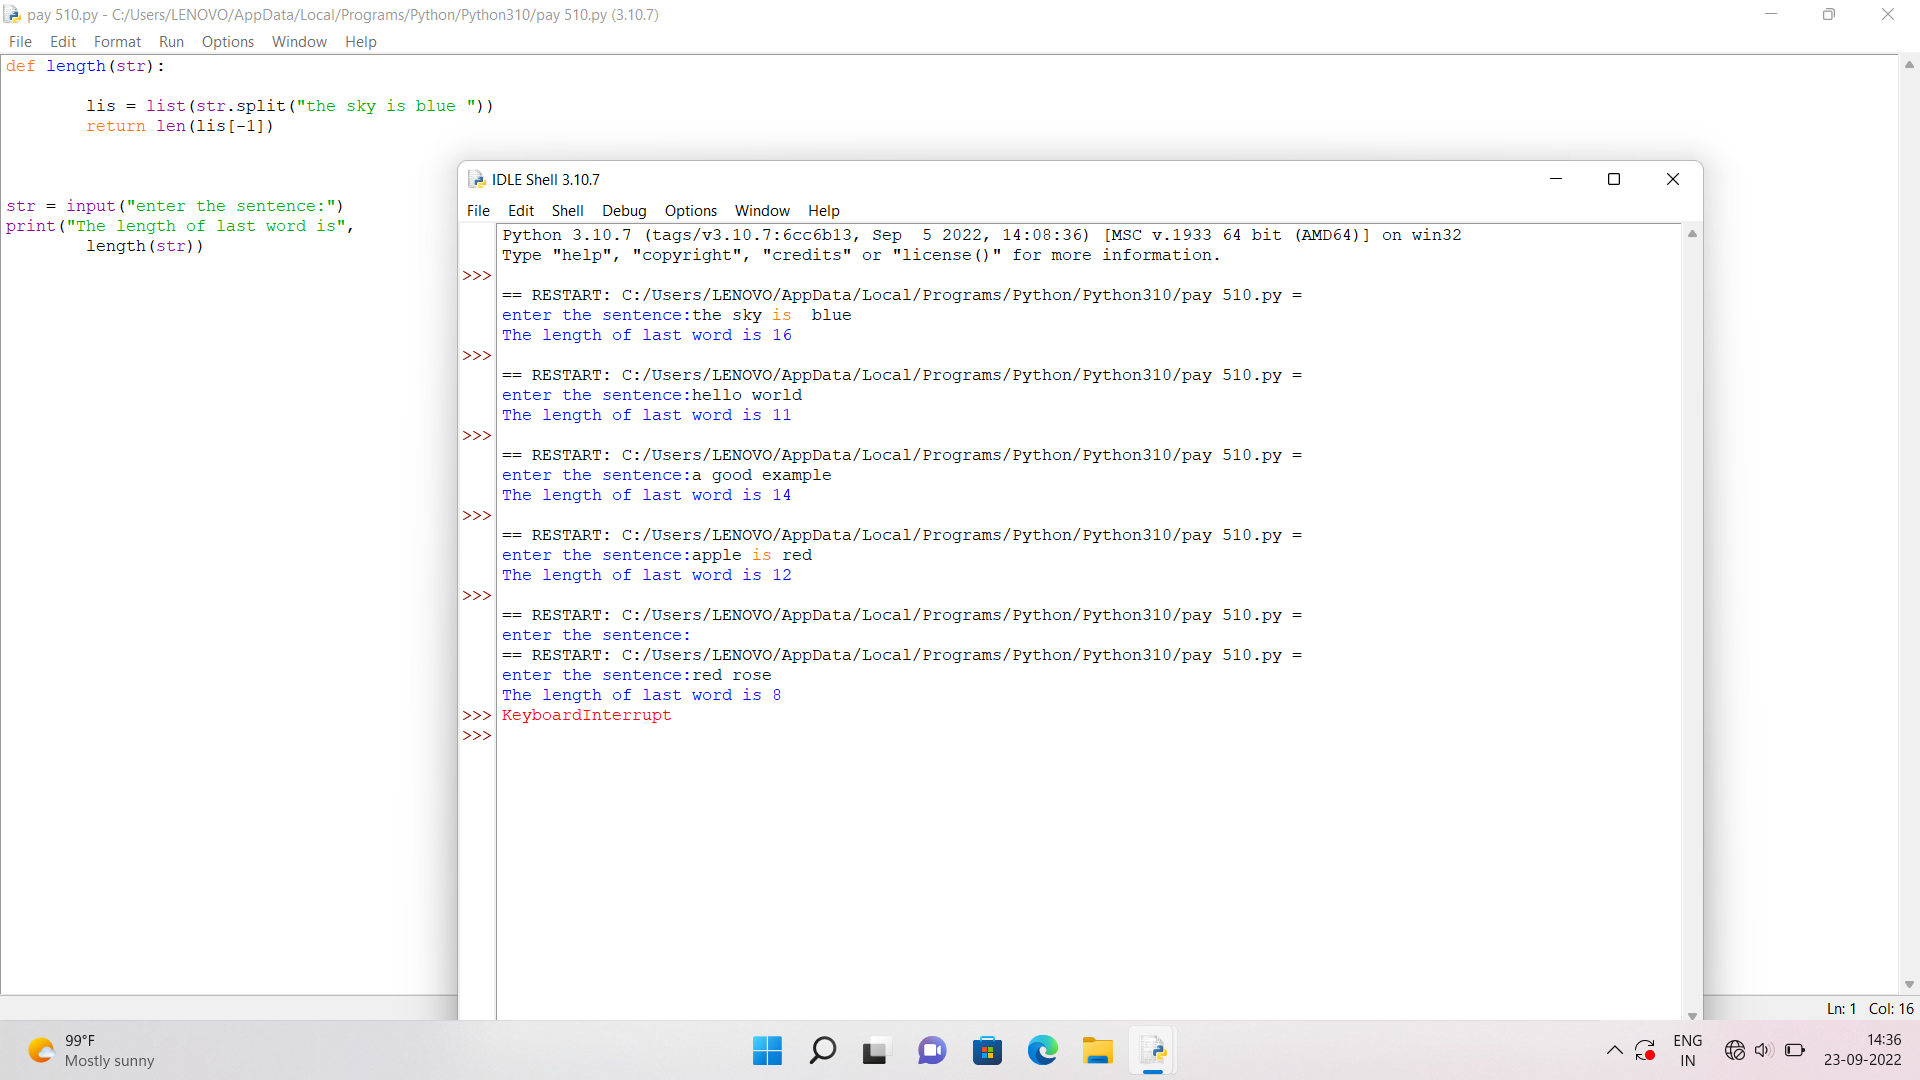 pay 510.py - C:/Users/LENOVO/AppData/Local/Programs/Python/Python310/pay 510.py (3.10.7)
File Edit Format Run Options Window Help
def length(str):
lis = list(str.split("the sky is blue "))
return len(lis[-1])
str = input("enter the sentence:")
print("The length of last word is",
length(str))
IDLE Shell 3.10.7
File Edit Shell Debug Options Window Help
Python 3.10.7 (tags/v3.10.7:6cc6b13, Sep  5 2022, 14:08:36) [MSC v.1933 64 bit (AMD64)] on win32
Type "help", "copyright", "credits" or "license()" for more information.
>>>
== RESTART: C:/Users/LENOVO/AppData/Local/Programs/Python/Python310/pay 510.py =
enter the sentence:the sky is  blue
The length of last word is 16
>>>
== RESTART: C:/Users/LENOVO/AppData/Local/Programs/Python/Python310/pay 510.py =
enter the sentence:hello world
The length of last word is 11
>>>
== RESTART: C:/Users/LENOVO/AppData/Local/Programs/Python/Python310/pay 510.py =
enter the sentence:a good example
The length of last word is 14
>>>
== RESTART: C:/Users/LENOVO/AppData/Local/Programs/Python/Python310/pay 510.py =
enter the sentence:apple is red
The length of last word is 12
>>>
== RESTART: C:/Users/LENOVO/AppData/Local/Programs/Python/Python310/pay 510.py =
enter the sentence:
== RESTART: C:/Users/LENOVO/AppData/Local/Programs/Python/Python310/pay 510.py =
enter the sentence:red rose
The length of last word is 8
>>> KeyboardInterrupt
>>>
Ln: 1 Col: 16
99°F
Mostly sunny
ENG
IN
14:36
23-09-2022